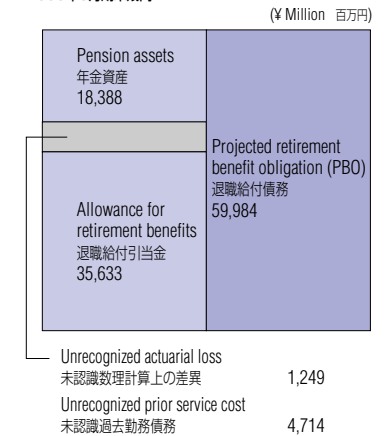 (¥ Million 百万円)
Pension assets
年金資産
18,388
Projected retirement
benefit obligation (PBO)
退職給付債務
59,984
Allowance for
retirement benefits
退職給付引当金
35,633
Unrecognized actuarial loss
未認識数理計算上の差異 1,249
Unrecognized prior service cost
未認識過去勤務債務 4,714